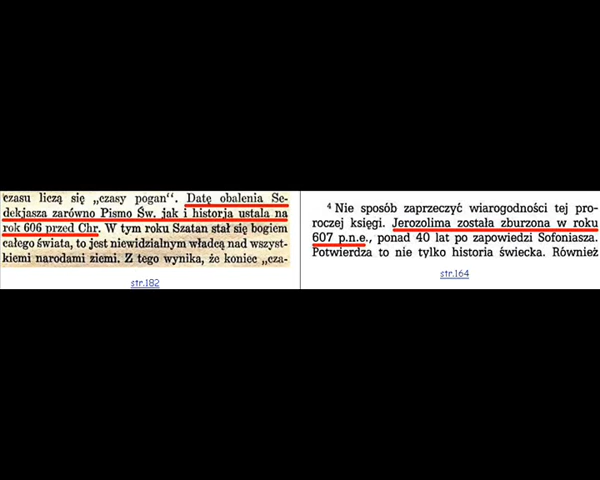 czasu liczą się „czasy pogan“. Datę obalenia Se-
dekjasza zarówno Pismo Św. jak i historja ustala na
rok 606 przed Chr. W tym roku Szatan stał się bogiem
całego świata, to jest niewidzialnym władcą nad wszyst-
kiemi narodami ziemi. Z tego wynika, że koniec „cza-
str.182
4 Nie sposób zaprzeczyć wiarogodności tej pro-
roczej księgi. Jerozolima została zburzona w roku
607 p.n.e., ponad 40 lat po zapowiedzi Sofoniasza.
Potwierdza to nie tylko historia świecka. Również
str.164